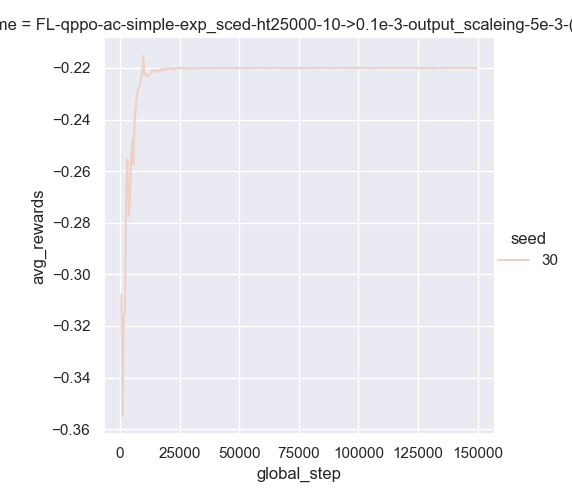 me = FL-qppo-ac-simple-exp_sced-ht25000-10->0.1e-3-output_scaleing-5e-3-(
−0.22
−0.24
−0.26
−0.28
−0.30
−0.32
−0.34
−0.36
avg_rewards
0 25000 50000 75000 100000 125000 150000
global_step
seed
30